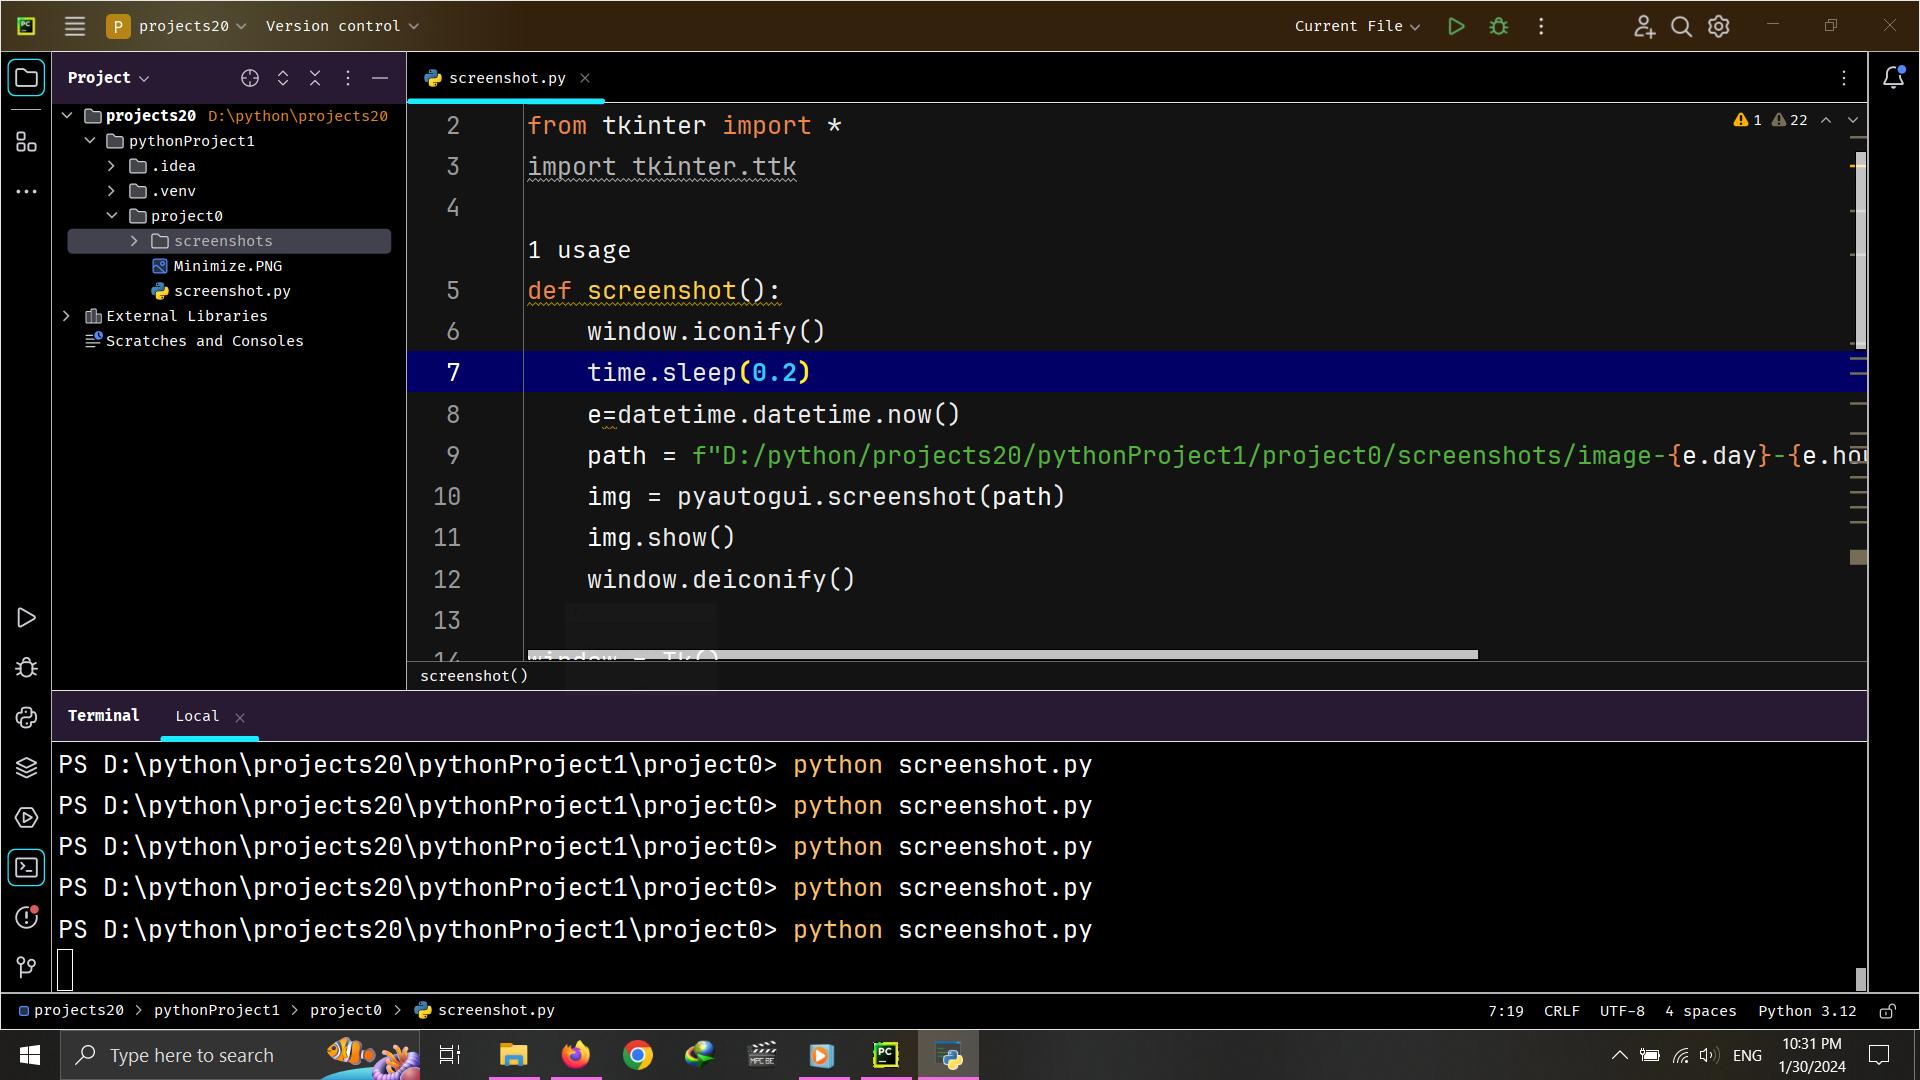 P projects20 Version control Current File
Project
screenshot.py
projects20 D:\python\projects20
pythonProject1
.idea
.venv
project0
screenshots
Minimize.PNG
screenshot.py
External Libraries
Scratches and Consoles
1 22
2 from tkinter import *
3 import tkinter.ttk
4
1 usage
5 def screenshot():
6 window.iconify()
7 time.sleep(0.2)
8 e=datetime.datetime.now()
9 path = f"D:/python/projects20/pythonProject1/project0/screenshots/image-{e.day}-{e.hou
10 img = pyautogui.screenshot(path)
11 img.show()
12 window.deiconify()
13
14 window = Tk()
screenshot()
Terminal Local
PS D:\python\projects20\pythonProject1\project0> python screenshot.py
PS D:\python\projects20\pythonProject1\project0> python screenshot.py
PS D:\python\projects20\pythonProject1\project0> python screenshot.py
PS D:\python\projects20\pythonProject1\project0> python screenshot.py
PS D:\python\projects20\pythonProject1\project0> python screenshot.py
projects20 > pythonProject1 > project0 > screenshot.py 7:19 CRLF UTF-8 4 spaces Python 3.12
Type here to search
MPC BE
PC
ENG
10:31 PM
1/30/2024